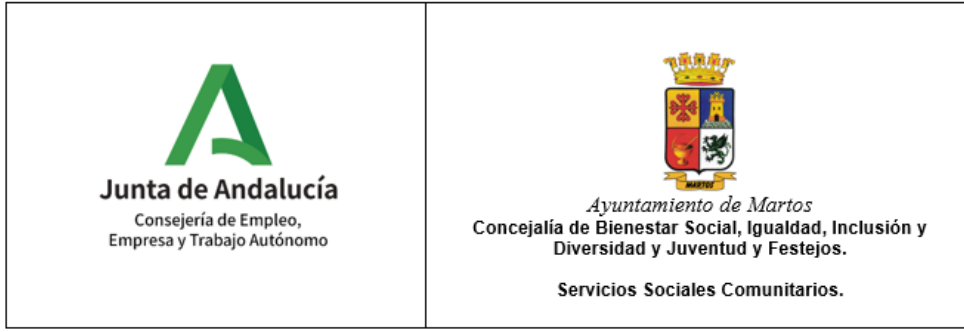 Junta de Andalucía
Consejería de Empleo,
Empresa y Trabajo Autónomo
MARTOS
Ayuntamiento de Martos
Concejalía de Bienestar Social, Igualdad, Inclusión y
Diversidad y Juventud y Festejos.
Servicios Sociales Comunitarios.